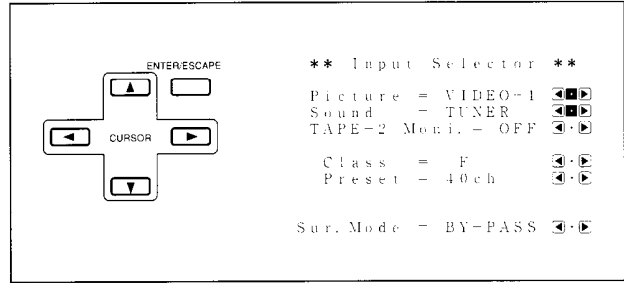 ENTER/ESCAPE
CURSOR
** Input Selector **
Picture = VIDEO-1
Sound = TUNER
TAPE-2 Moni. = OFF
Class = F
Preset = 40ch
Sur. Mode = BY-PASS